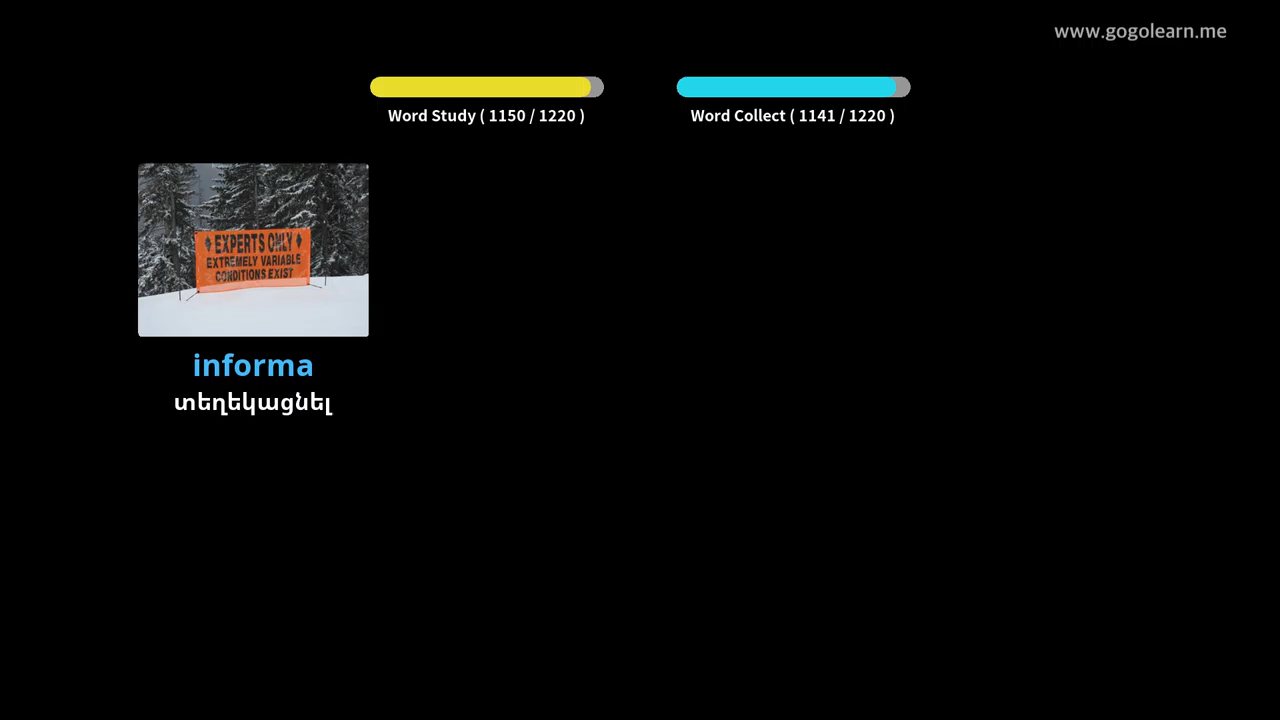 www.gogolearn.me
Word Study ( 1150 / 1220 )
Word Collect ( 1141 / 1220 )
EXPERTS ONLY
EXTREMELY VARIABLE
CONDITIONS EXIST
informa
տեղեկացնել